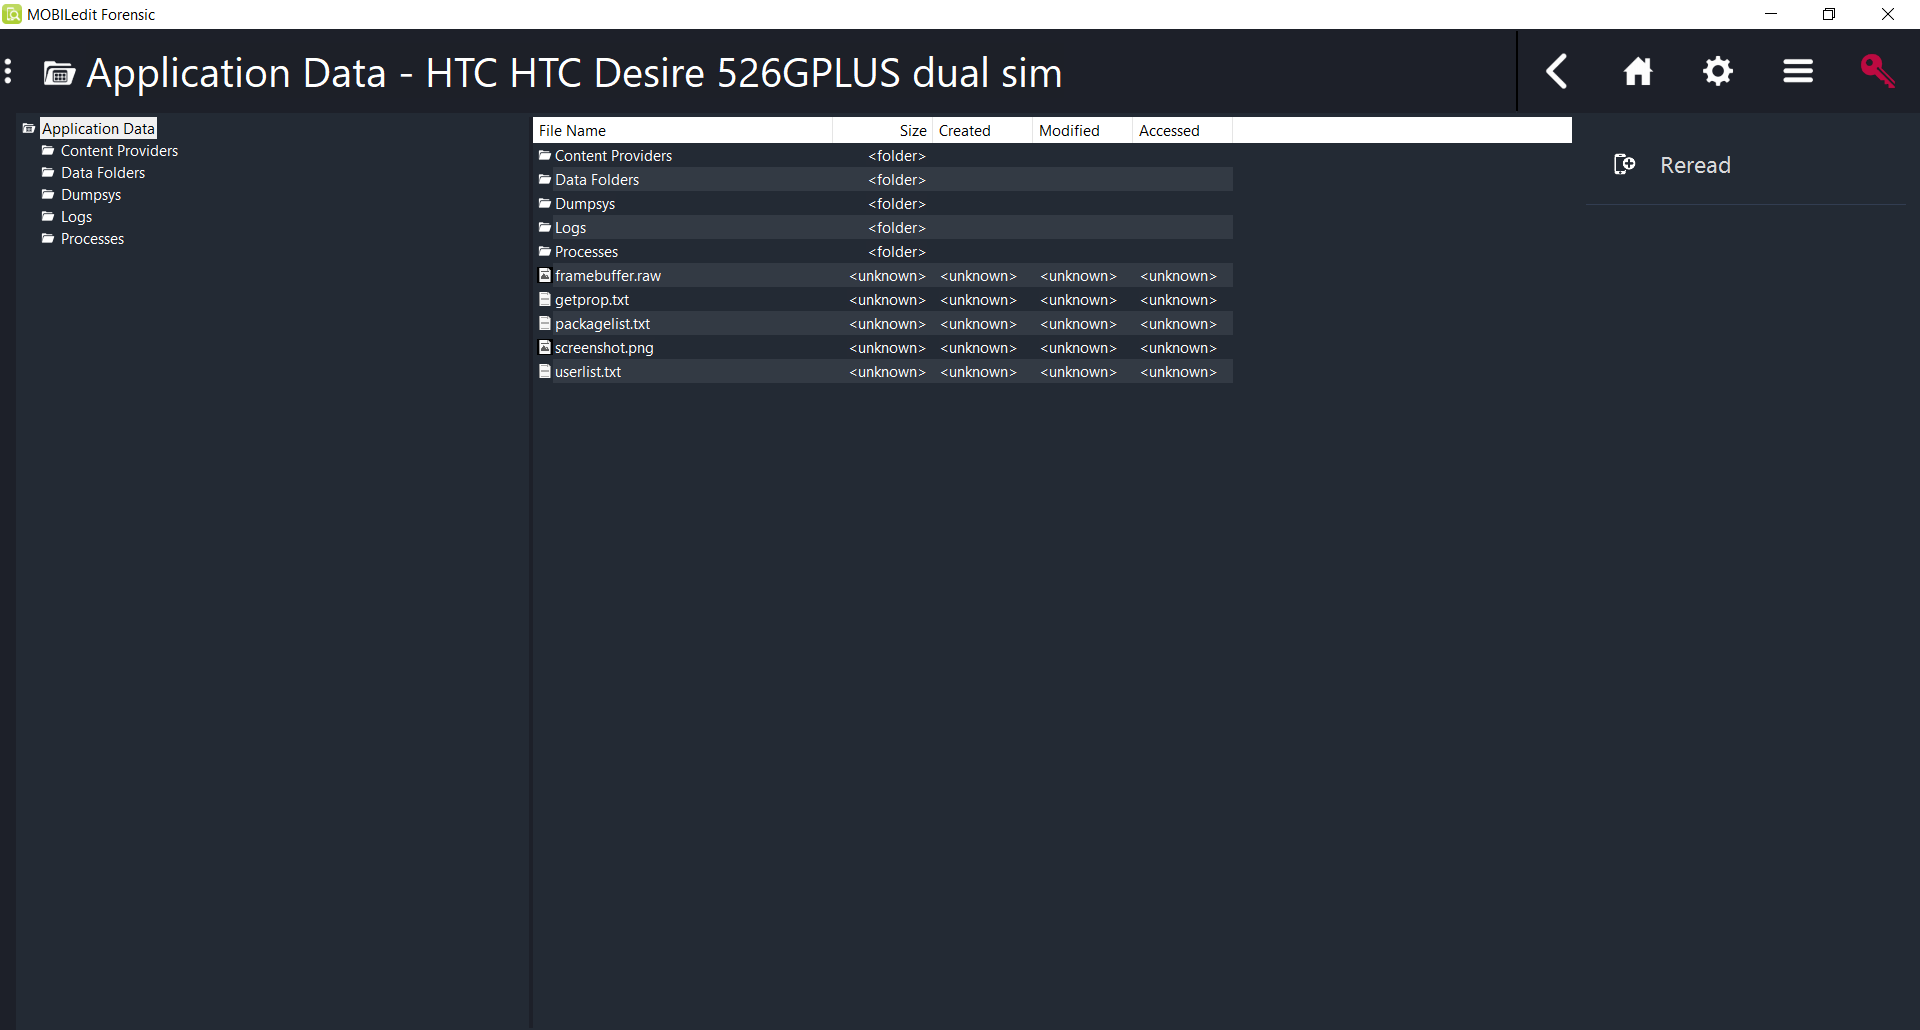 MOBILedit Forensic
Application Data - HTC HTC Desire 526GPLUS dual sim
Application Data
Content Providers
Data Folders
Dumpsys
Logs
Processes
File Name Size Created Modified Accessed
Content Providers <folder>
Data Folders <folder>
Dumpsys <folder>
Logs <folder>
Processes <folder>
framebuffer.raw <unknown> <unknown> <unknown> <unknown>
getprop.txt <unknown> <unknown> <unknown> <unknown>
packagelist.txt <unknown> <unknown> <unknown> <unknown>
screenshot.png <unknown> <unknown> <unknown> <unknown>
userlist.txt <unknown> <unknown> <unknown> <unknown>
Reread